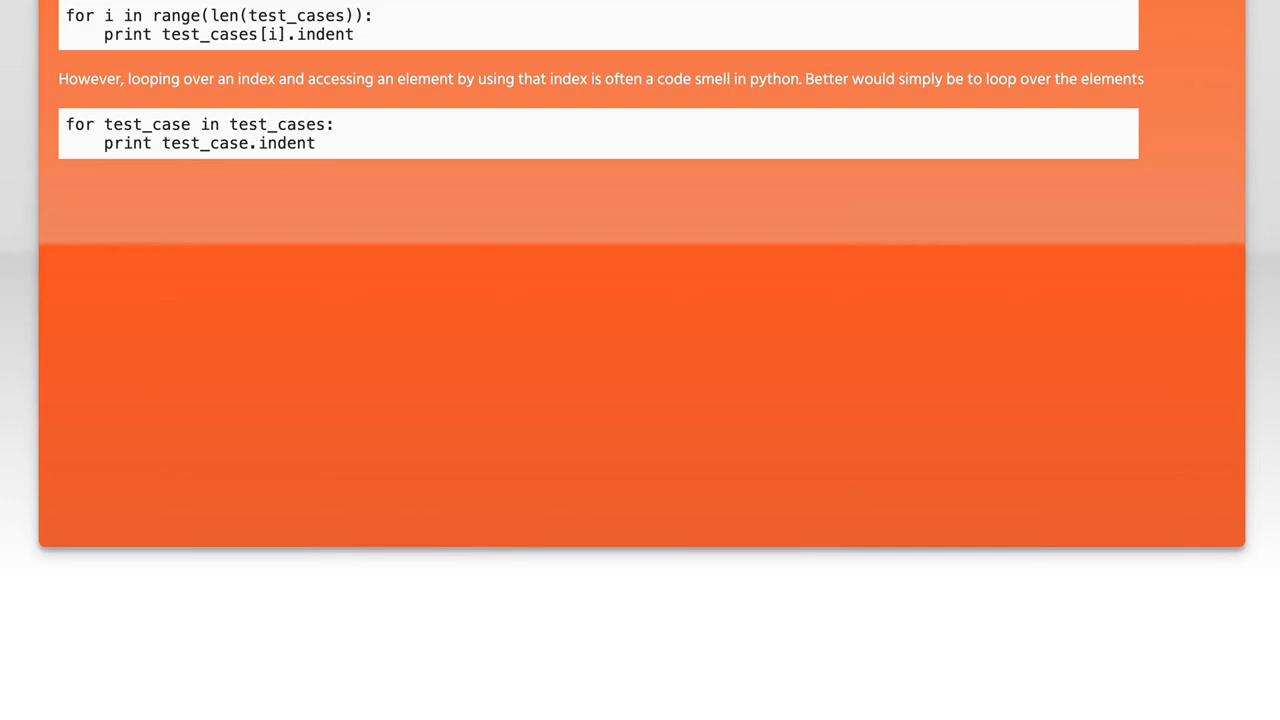 for i in range(len(test_cases)):
    print test_cases[i].indent
However, looping over an index and accessing an element by using that index is often a code smell in python. Better would simply be to loop over the elements
for test_case in test_cases:
    print test_case.indent